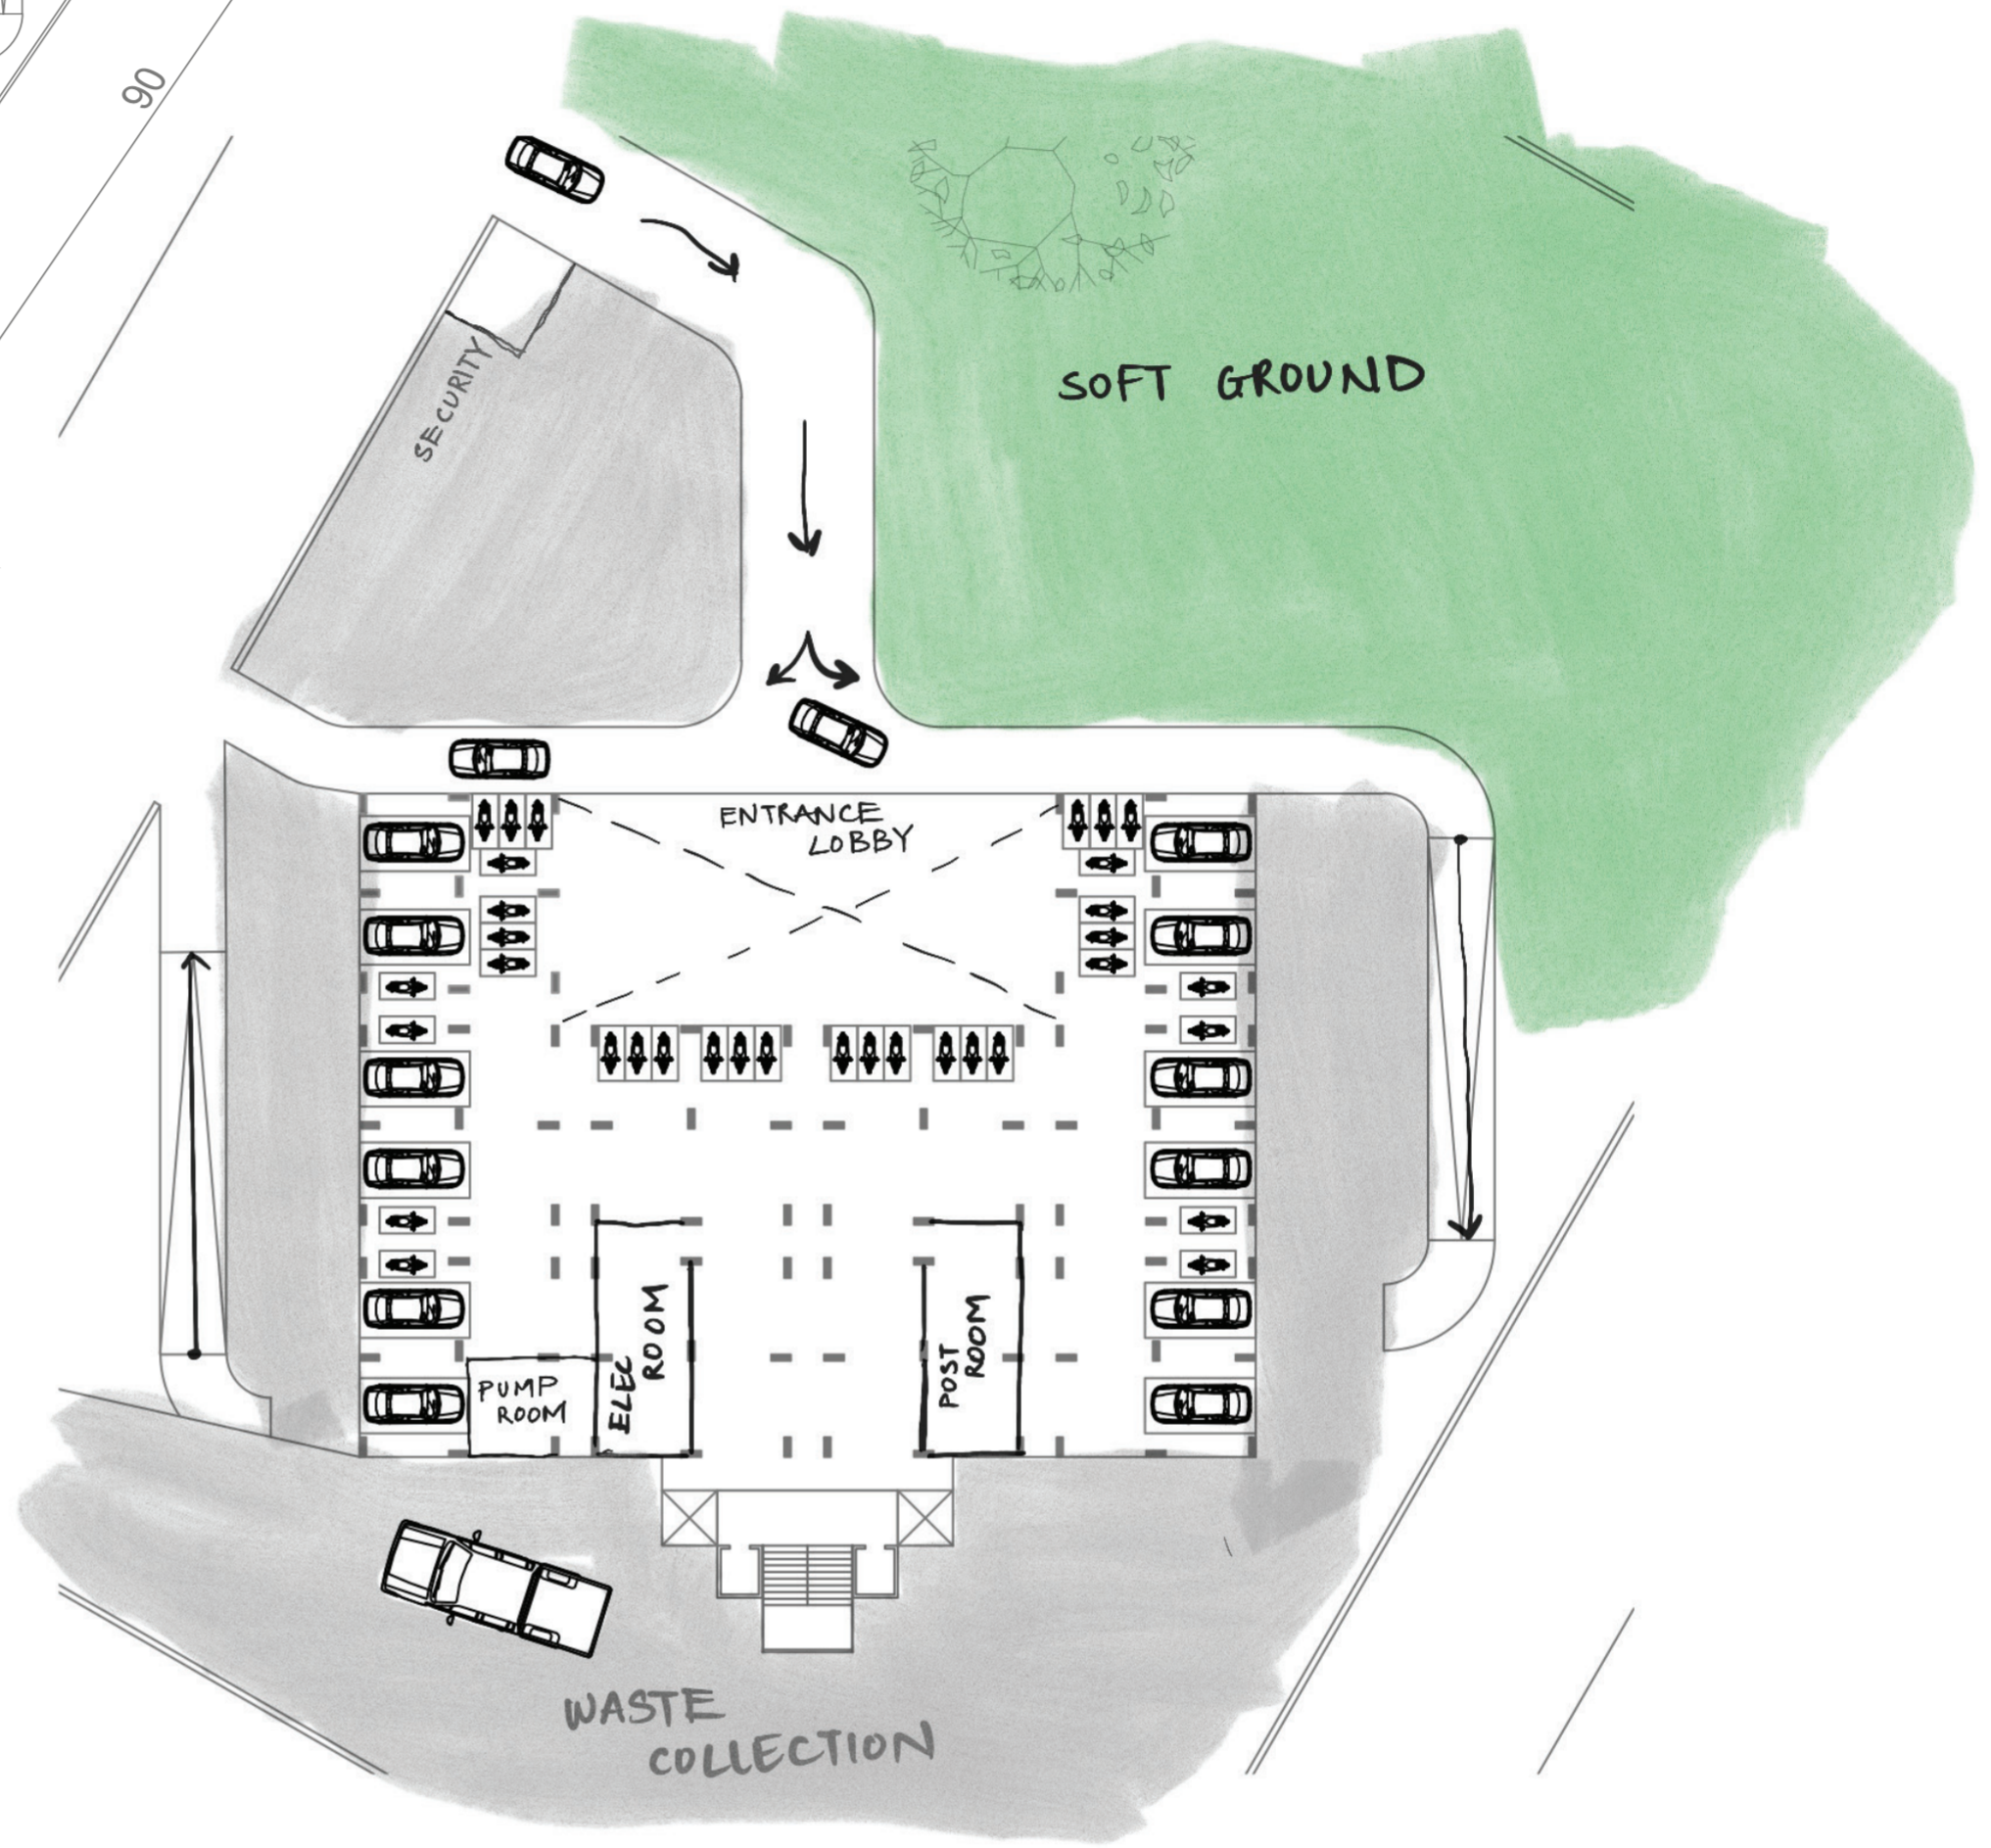 90
SECURITY
SOFT GROUND
ENTRANCE
LOBBY
PUMP
ROOM
ELEC
ROOM
POST
ROOM
WASTE
COLLECTION